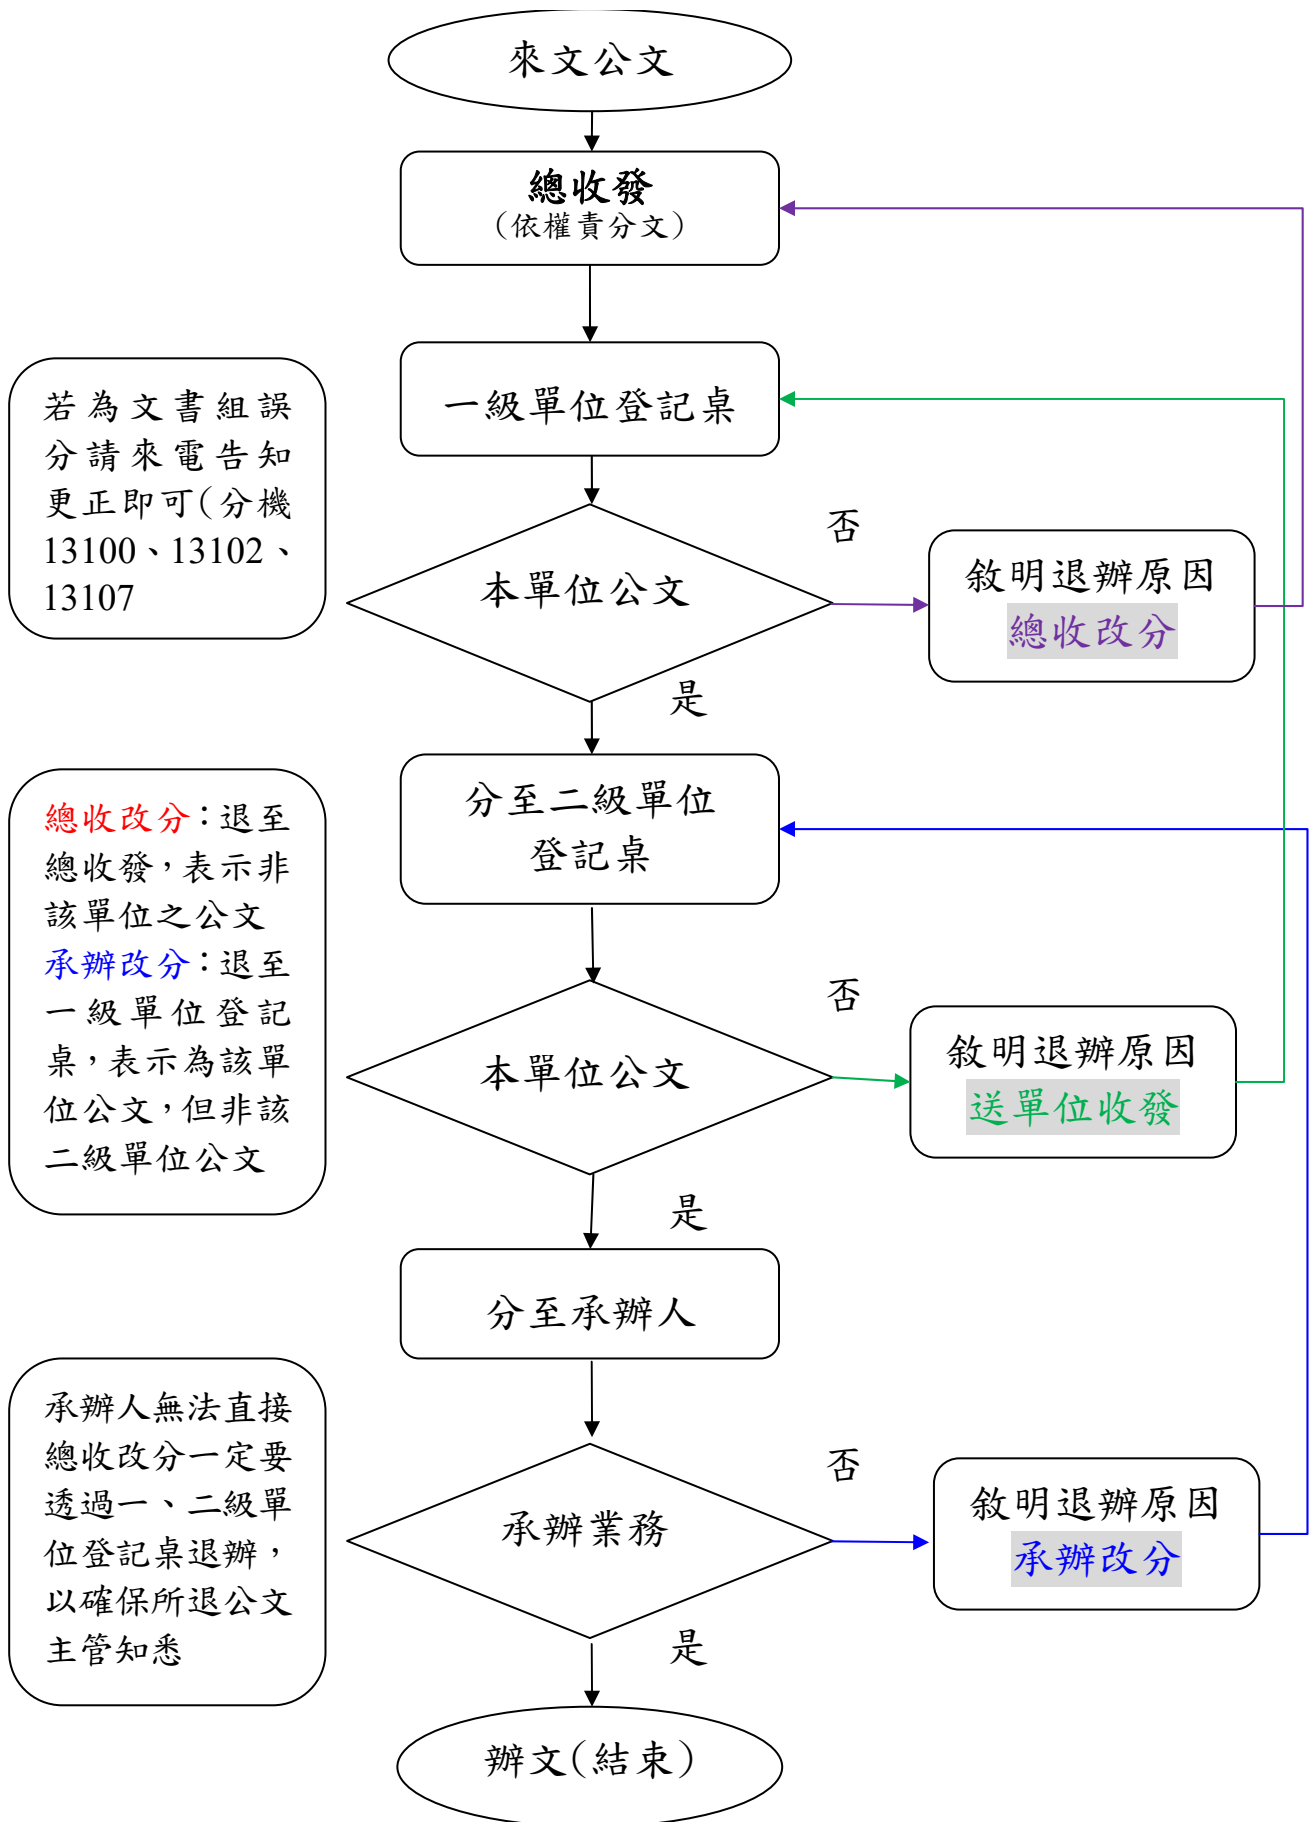 來文公文
總收發
（依權責分文）
一級單位登記桌
若為文書組誤
分請來電告知
更正即可（分機
13100、13102、
13107
本單位公文
否
敘明退辦原因
總收改分
是
分至二級單位
登記桌
總收改分：退至
總收發，表示非
該單位之公文
承辦改分：退至
一級單位登記
桌，表示為該單
位公文，但非該
二級單位公文
本單位公文
否
敘明退辦原因
送單位收發
是
分至承辦人
承辦人無法直接
總收改分一定要
透過一、二級單
位登記桌退辦，
以確保所退公文
主管知悉
承辦業務
否
敘明退辦原因
承辦改分
是
辦文（結束）